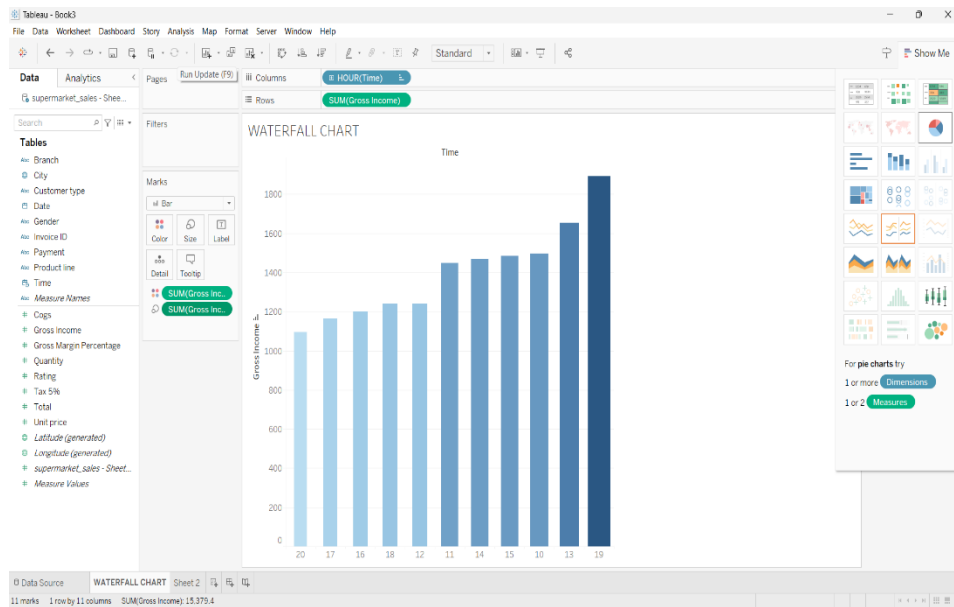 Tableau - Book3
File Data Worksheet Dashboard Story Analysis Map Format Server Window Help
Standard
Show Me
Data Analytics
Pages
Run Update (F9)
Columns
HOUR(Time)
supermarket_sales - Shee...
Rows
SUM(Gross Income)
Search
Filters
WATERFALL CHART
Tables
Abc Branch
City
Abc Customer type
Date
Abc Gender
Abc Invoice ID
Abc Payment
Abc Product line
Time
Abc Measure Names
Cogs
Gross Income
Gross Margin Percentage
Quantity
Rating
Tax 5%
Total
Unit price
Latitude (generated)
Longitude (generated)
supermarket_sales - Sheet...
Measure Values
Marks
Bar
Color Size Label
Detail Tooltip
SUM(Gross Inc..
SUM(Gross Inc..
Time
Gross Income
1800
1600
1400
1200
1000
800
600
400
200
0
20 17 16 18 12 11 14 15 10 13 19
For pie charts try
1 or more Dimensions
1 or 2 Measures
Data Source WATERFALL CHART Sheet 2
11 marks 1 row by 11 columns SUM(Gross Income): 15,379.4